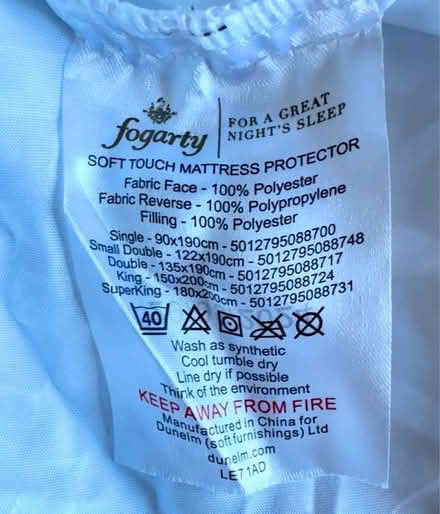 fogarty
FOR A GREAT
NIGHT'S SLEEP
SOFT TOUCH MATTRESS PROTECTOR
Fabric Face - 100% Polyester
Fabric Reverse - 100% Polypropylene
Filling - 100% Polyester
Single - 90x190cm - 5012795088700
Small Double - 122x190cm - 5012795088748
Double - 135x190cm - 5012795088717
King - 150x200cm - 5012795088724
SuperKing - 180x200cm - 5012795088731
40
Wash as synthetic
Cool tumble dry
Line dry if possible
Think of the environment
KEEP AWAY FROM FIRE
Manufactured in China for
Dunelm (soft furnishings) Ltd
dunelm.com
LE71AD